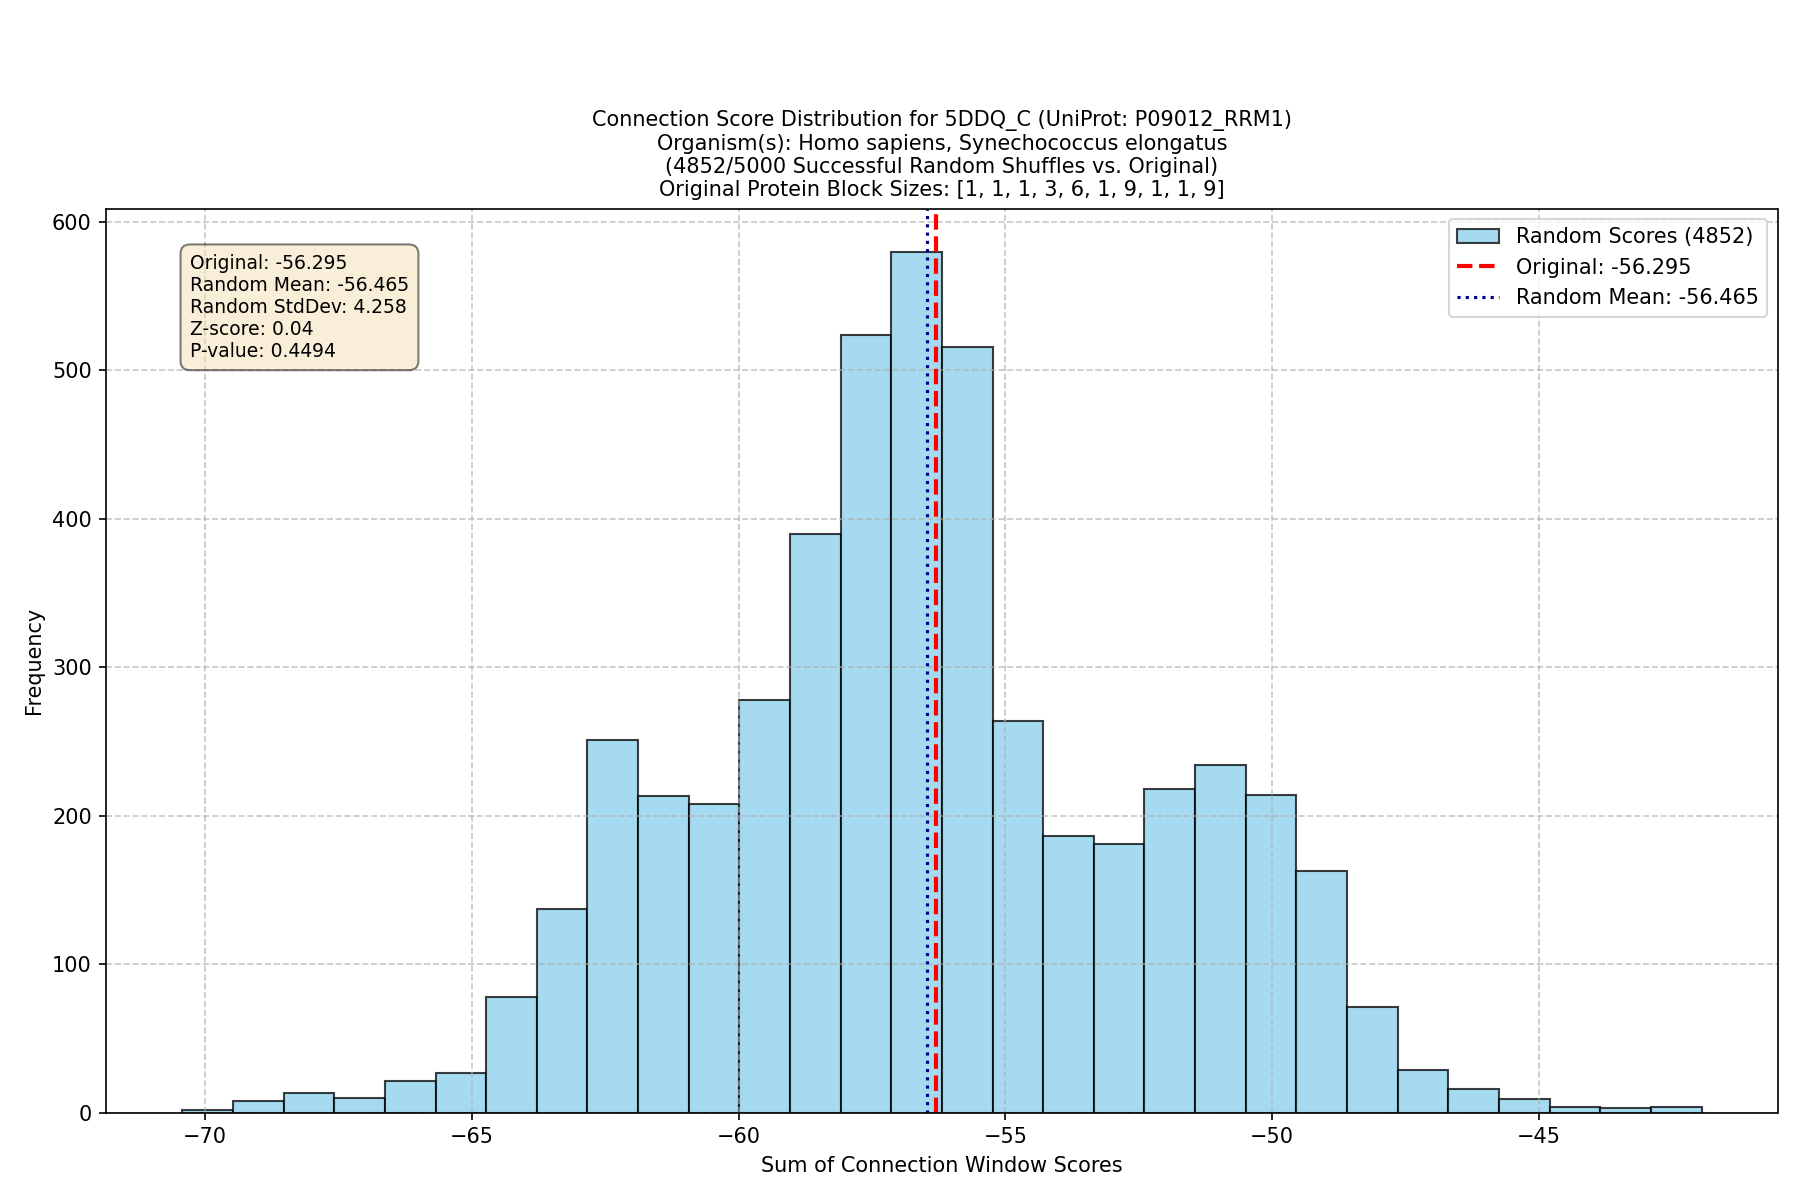 Connection Score Distribution for 5DDQ_C (UniProt: P09012_RRM1)
Organism(s): Homo sapiens, Synechococcus elongatus
(4852/5000 Successful Random Shuffles vs. Original)
Original Protein Block Sizes: [1, 1, 1, 3, 6, 1, 9, 1, 1, 9]
Original: -56.295
Random Mean: -56.465
Random StdDev: 4.258
Z-score: 0.04
P-value: 0.4494
Random Scores (4852)
Original: -56.295
Random Mean: -56.465
Frequency
600
500
400
300
200
100
0
−70
−65
−60
−55
−50
−45
Sum of Connection Window Scores